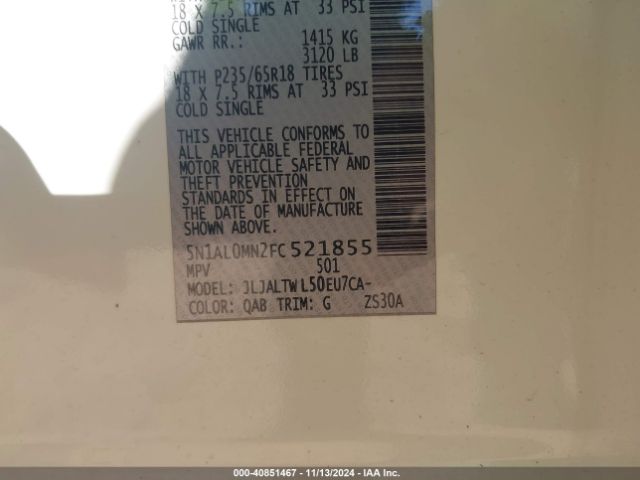 18 X 7.5 RIMS AT 33 PSI
COLD SINGLE
GAWR RR.: 1415 KG
3120 LB
WITH P235/65R18 TIRES
18 X 7.5 RIMS AT 33 PSI
COLD SINGLE
THIS VEHICLE CONFORMS TO
ALL APPLICABLE FEDERAL
MOTOR VEHICLE SAFETY AND
THEFT PREVENTION
STANDARDS IN EFFECT ON
THE DATE OF MANUFACTURE
SHOWN ABOVE.
5N1AL0MN2FC521855
MPV 501
MODEL: JLJALTWL50EU7CA-
COLOR: QAB TRIM: G ZS30A
000-40851467 - 11/13/2024 - IAA Inc.